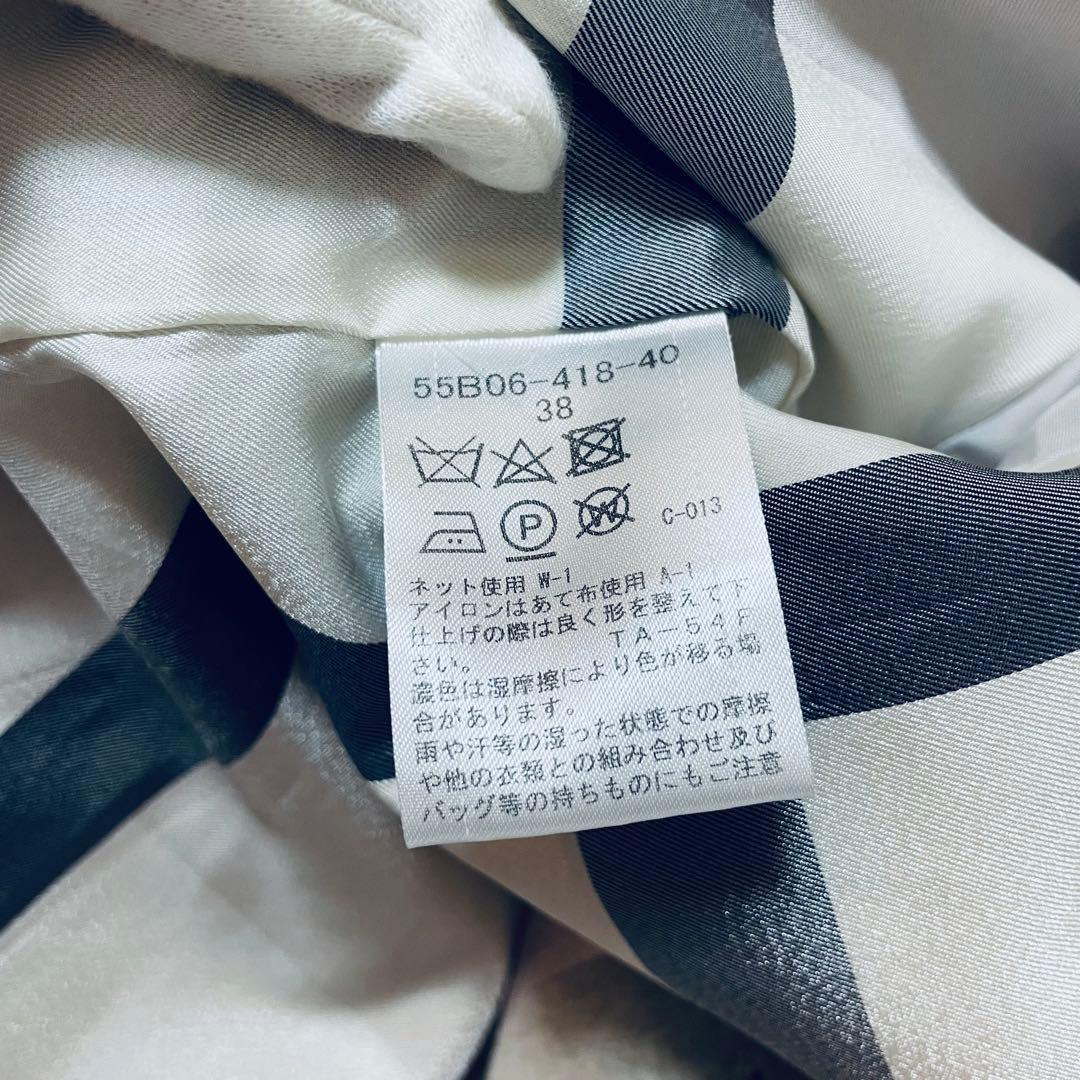 55B06-418-40
38
P
W
C-013
ネット使用 W-1
アイロンはあて布使用 A-1
仕上げの際は良く形を整えて下
さい。 TA-54F
濃色は湿摩擦により色が移る場
合があります。
雨や汗等の湿った状態での摩擦
や他の衣類との組み合わせ及び
バッグ等の持ちものにもご注意